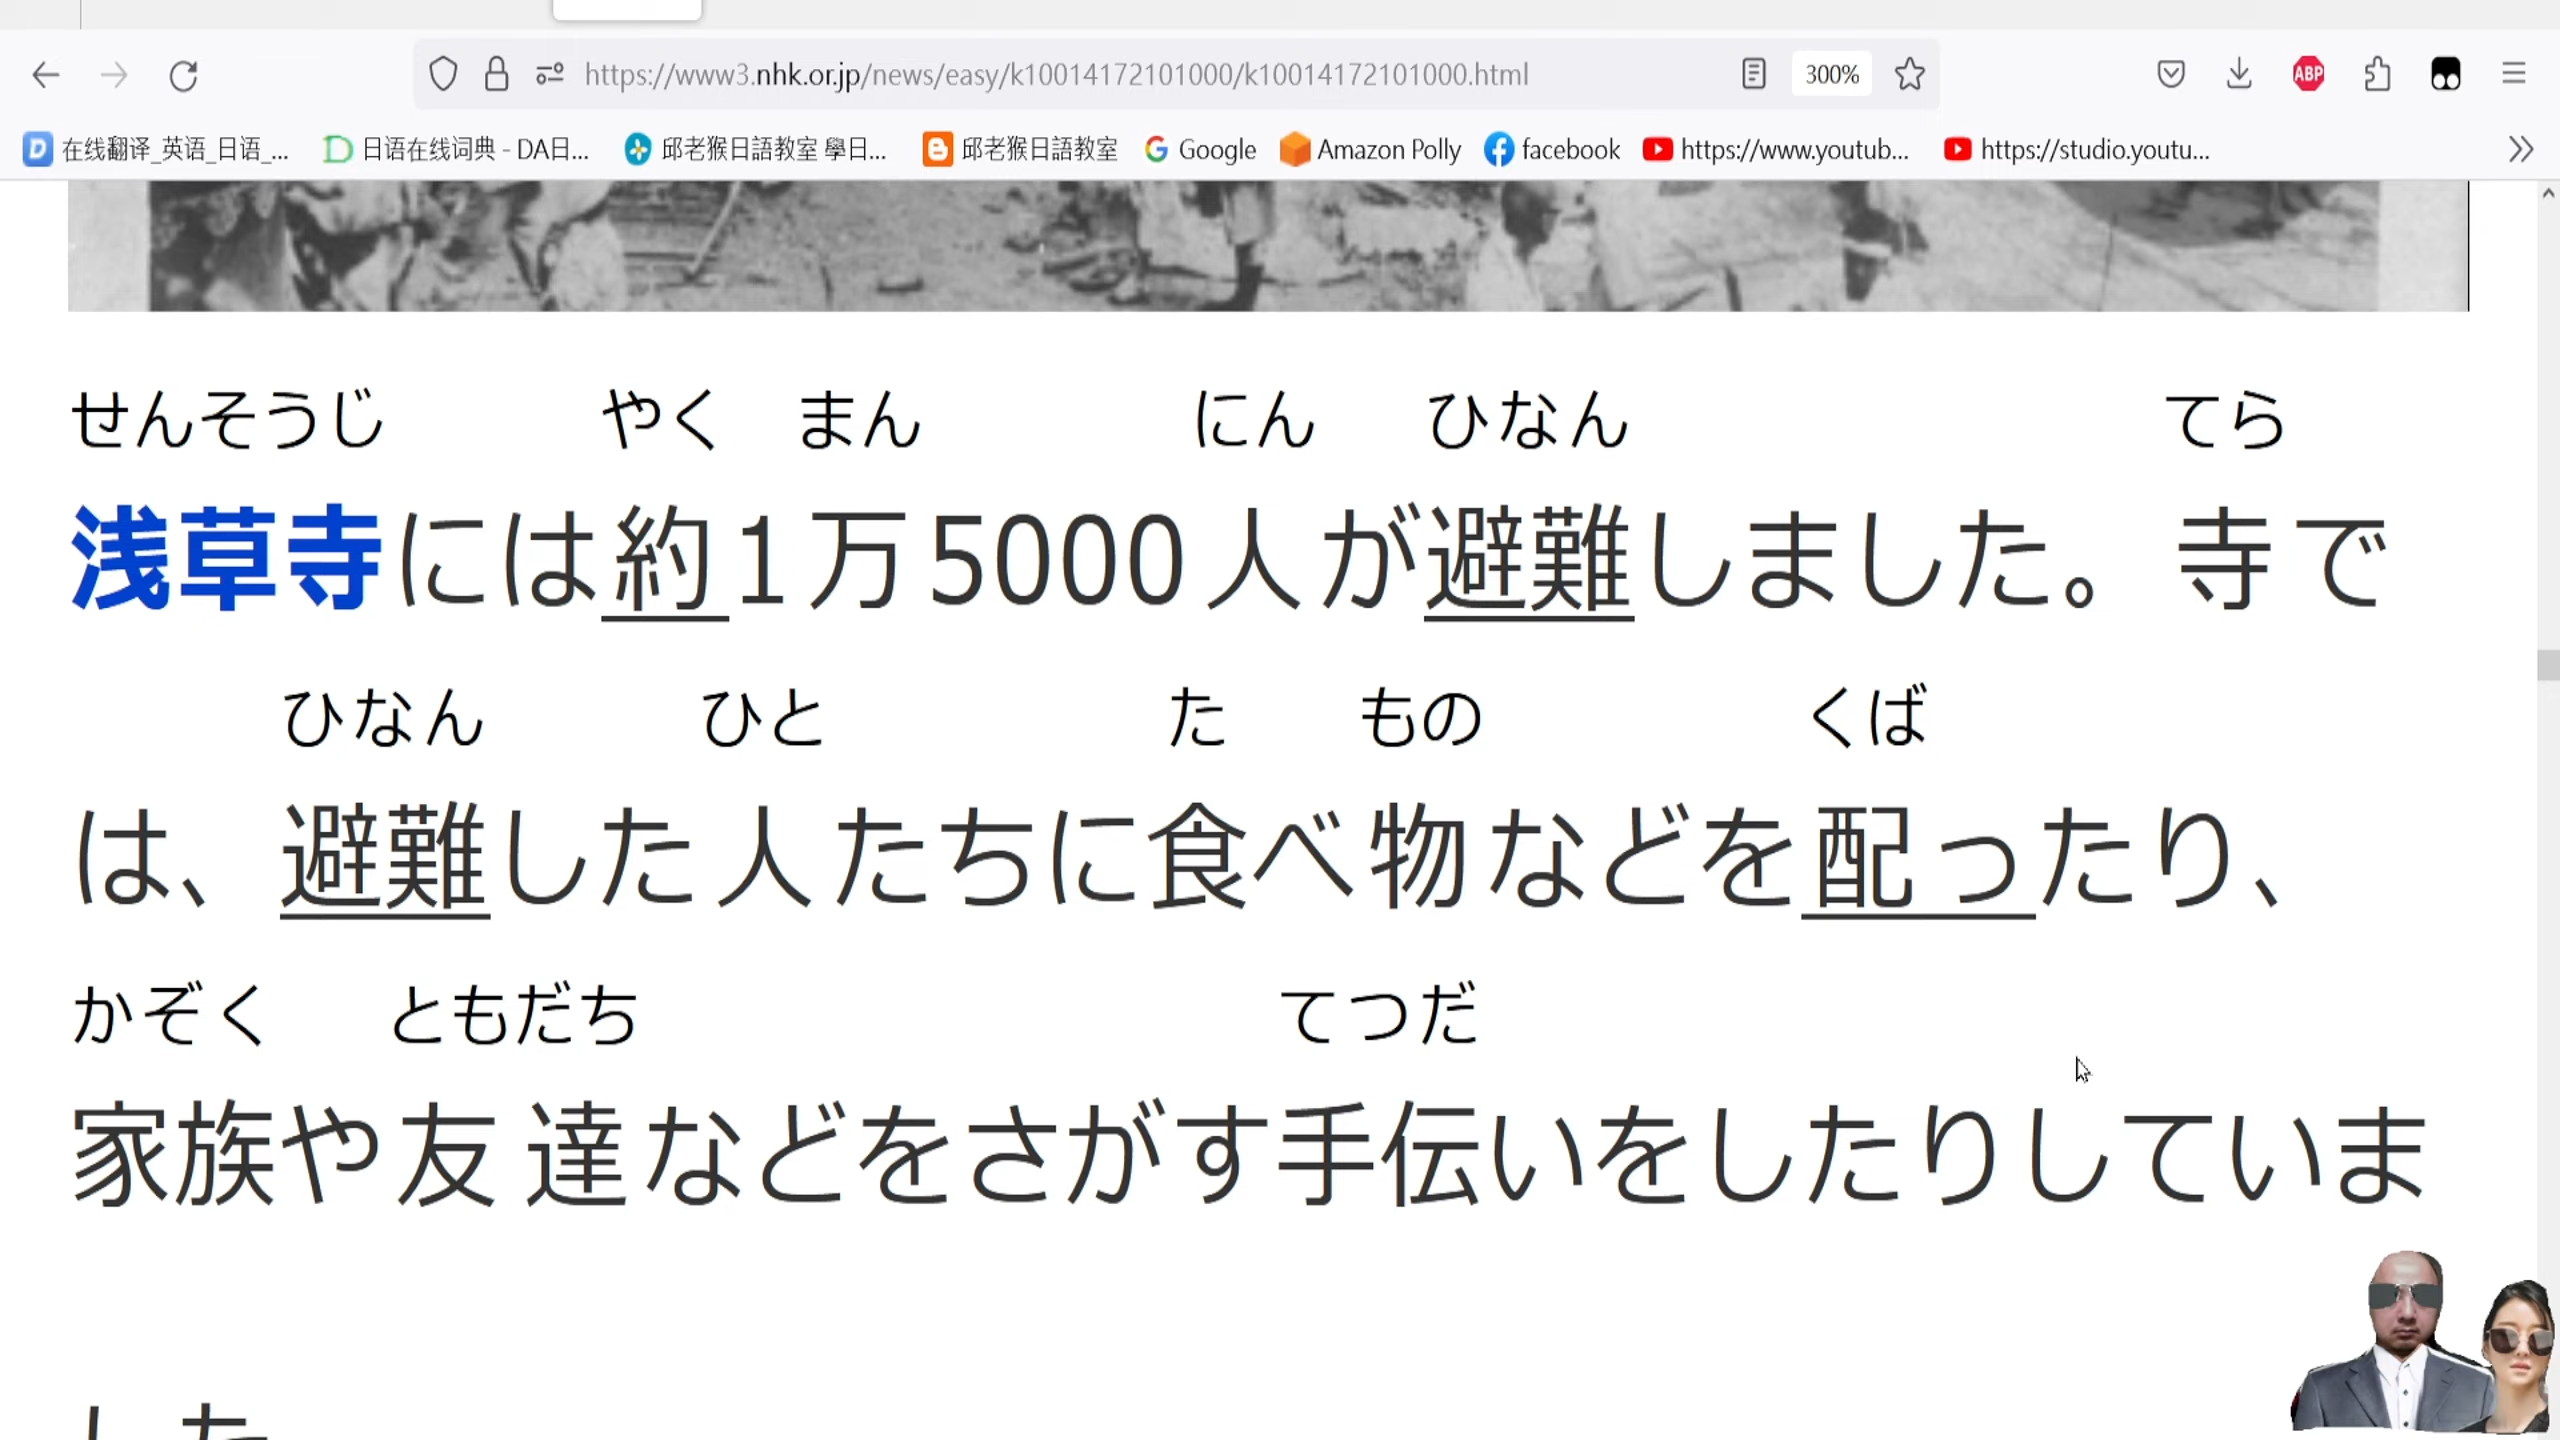 https://www3.nhk.or.jp/news/easy/k10014172101000/k10014172101000.html
300%
ABP
在线翻译_英语_日语_...
日语在线词典 - DA日...
邱老猴日語教室 學日...
邱老猴日語教室
Google
Amazon Polly
facebook
https://www.youtub...
https://studio.youtu...
せんそうじ やく まん にん ひなん てら
浅草寺には約1万5000人が避難しました。寺で
ひなん ひと た もの くば
は、避難した人たちに食べ物などを配ったり、
かぞく ともだち てつだ
家族や友達などをさがす手伝いをしたりしていま
した